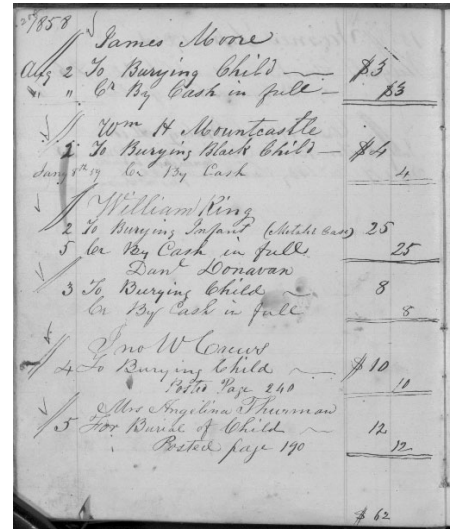 1858
James Moore
Aug 2 To Burying Child — $3
" " Cr By Cash in full — $3
Wm H Mountcastle
2 To Burying Black Child — $4
Jany 8th 59 Cr By Cash 4
William King
2 To Burying Infant (Metalic Case) 25
5 Cr By Cash in full 25
Danl Donavan
3 To Burying Child 8
Cr By Cash in full 8
Jno W Crews
4 To Burying Child $10
Posted Page 240 10
Mrs Angilina Thurman
5 For Burial of Child 12
Posted page 190 12
$62